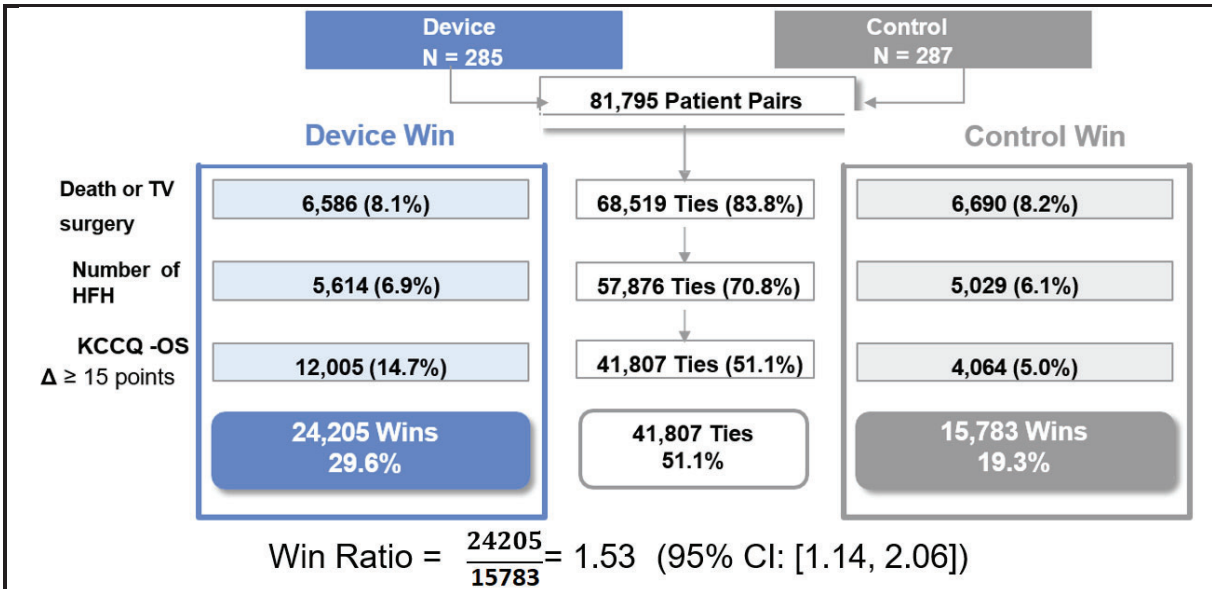 Device
N = 285
Control
N = 287
81,795 Patient Pairs
Device Win
Control Win
Death or TV
surgery
6,586 (8.1%)
68,519 Ties (83.8%)
6,690 (8.2%)
Number of
HFH
5,614 (6.9%)
57,876 Ties (70.8%)
5,029 (6.1%)
KCCQ -OS
Δ ≥ 15 points
12,005 (14.7%)
41,807 Ties (51.1%)
4,064 (5.0%)
24,205 Wins
29.6%
41,807 Ties
51.1%
15,783 Wins
19.3%
Win Ratio = 24205/15783 = 1.53 (95% CI: [1.14, 2.06])